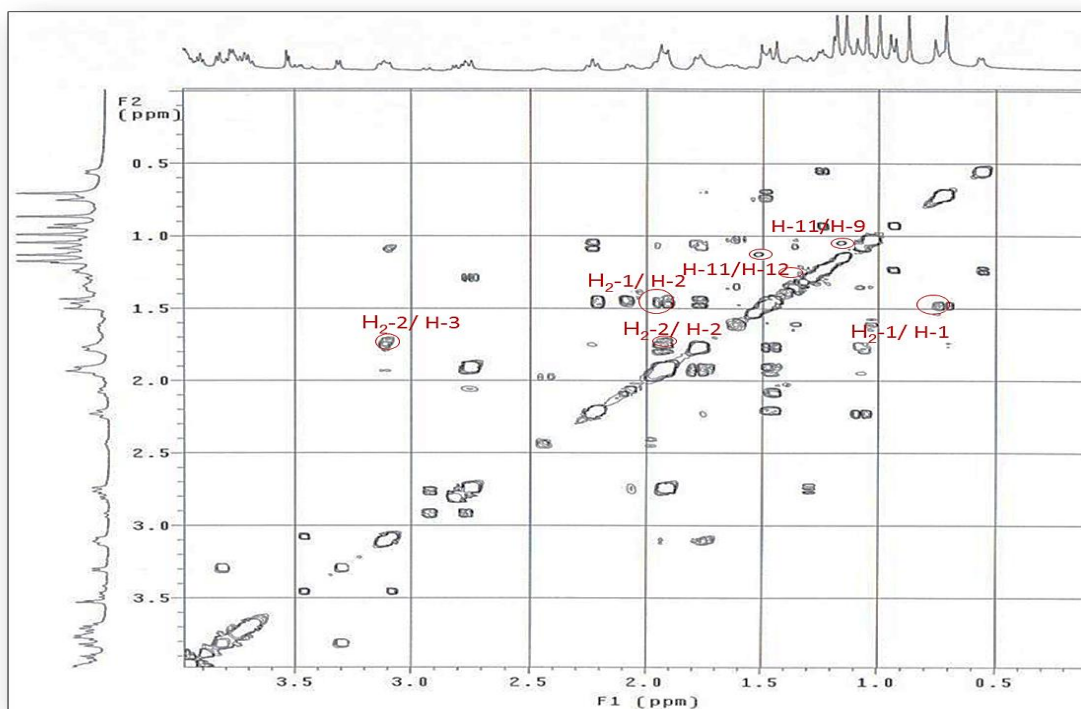 F2
(ppm)
0.5
1.0
H-11/H-9
H-11/H-12
H₂-1/ H-2
1.5
H₂-2/ H-3
H₂-2/ H-2
H₂-1/ H-1
2.0
2.5
3.0
3.5
3.5 3.0 2.5 2.0 1.5 1.0 0.5
F1 (ppm)